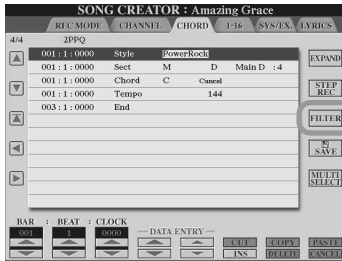 SONG CREATOR : Amazing Grace
REC MODE CHANNEL CHORD 1-16 SYS/EX. LYRICS
4/4 2PPQ
001 : 1 : 0000 Style PowerRock
EXPAND
001 : 1 : 0000 Sect M D Main D : 4
001 : 1 : 0000 Chord C Cancel
STEP
REC
001 : 1 : 0000 Tempo 144
003 : 1 : 0000 End
FILTER
SAVE
MULTI
SELECT
BAR : BEAT : CLOCK
001 1 0000
DATA ENTRY
CUT COPY PASTE
INS DELETE CANCEL